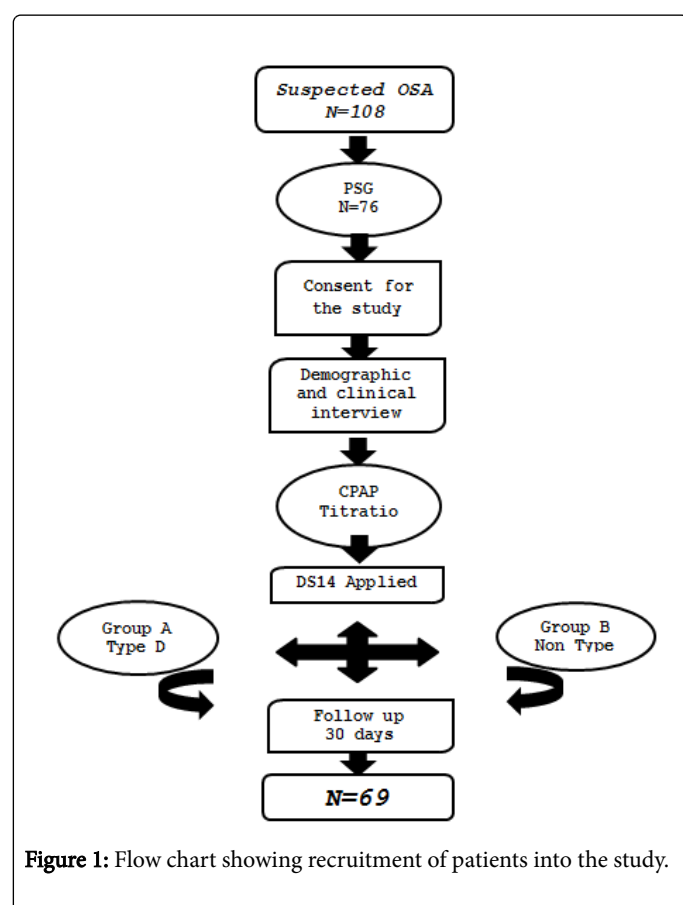 Suspected OSA
N=108
PSG
N=76
Consent for
the study
Demographic
and clinical
interview
CPAP
Titratio
DS14 Applied
Group A
Type D
Group B
Non Type
Follow up
30 days
N=69
Figure 1: Flow chart showing recruitment of patients into the study.